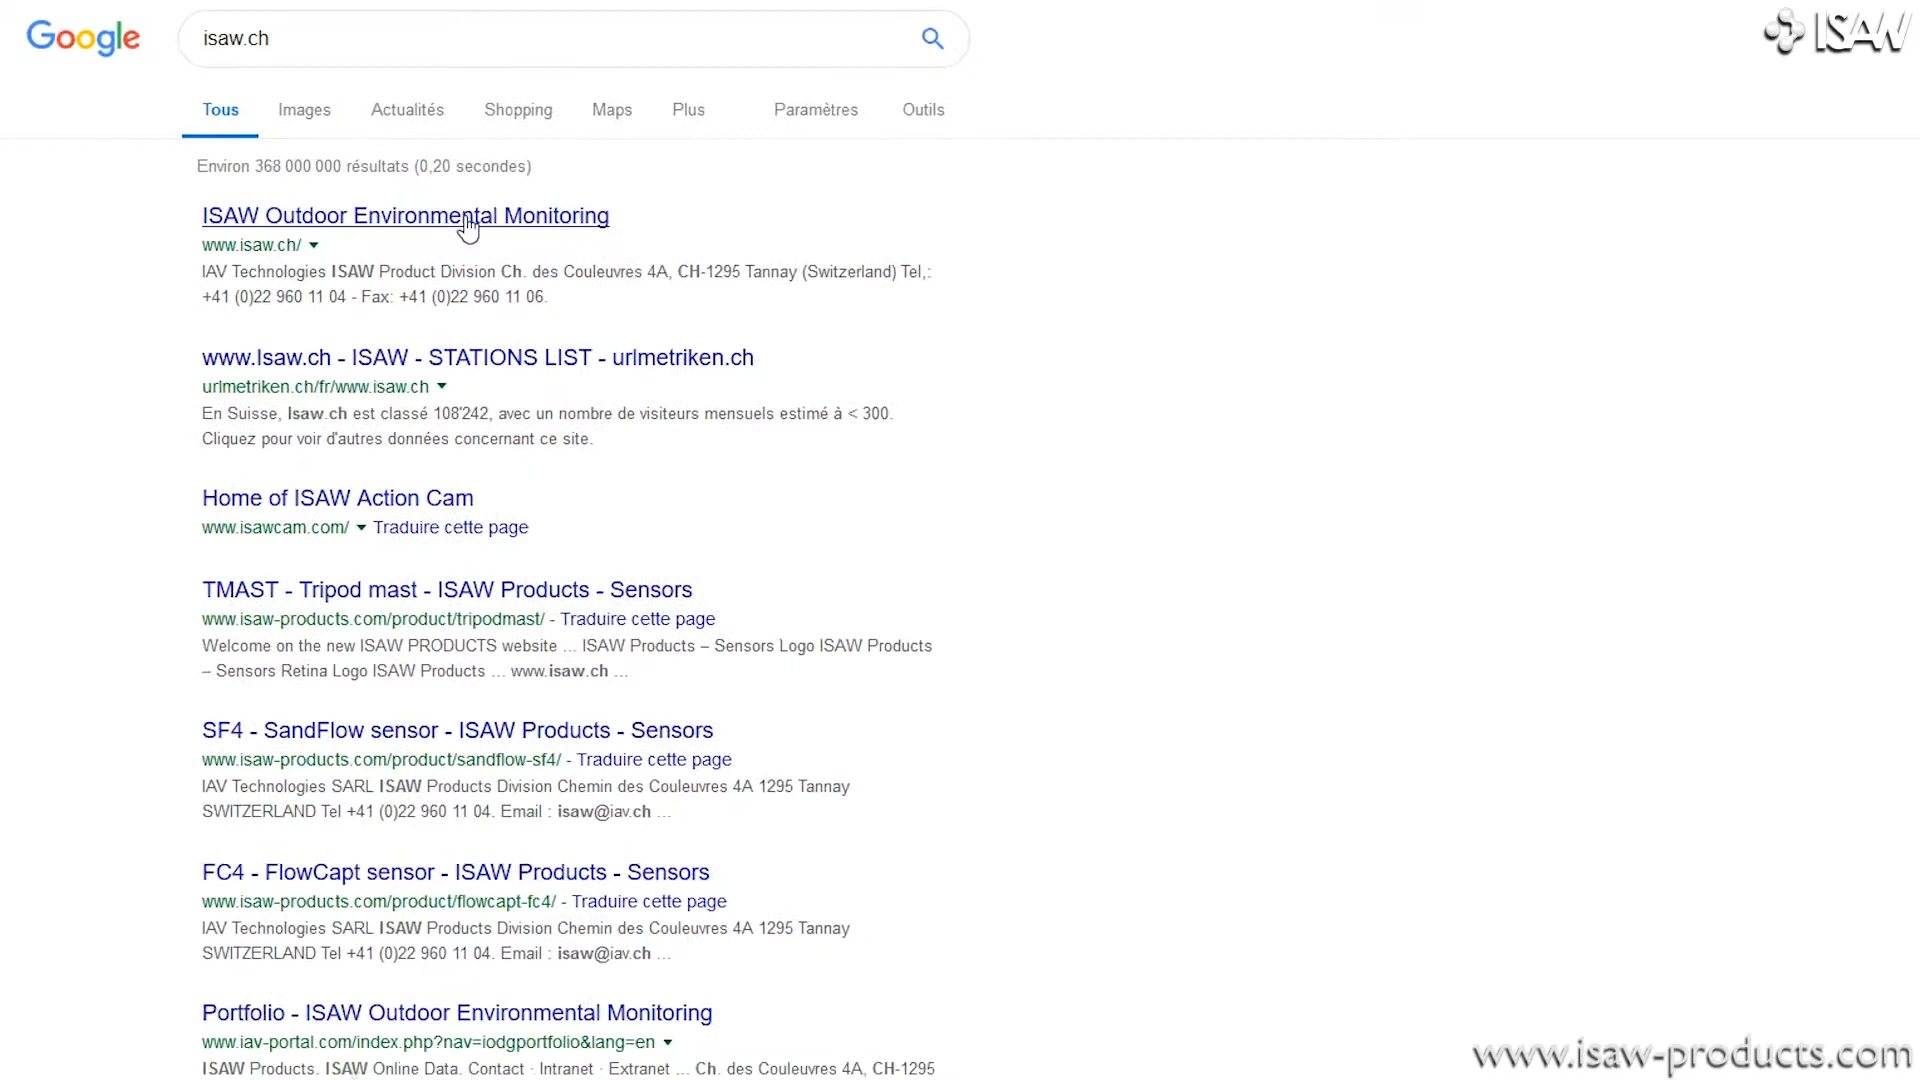 Google
isaw.ch
ISAW
Tous Images Actualités Shopping Maps Plus Paramètres Outils
Environ 368 000 000 résultats (0,20 secondes)
ISAW Outdoor Environmental Monitoring
www.isaw.ch/
IAV Technologies ISAW Product Division Ch. des Couleuvres 4A, CH-1295 Tannay (Switzerland) Tel,:
+41 (0)22 960 11 04 - Fax: +41 (0)22 960 11 06.
www.Isaw.ch - ISAW - STATIONS LIST - urlmetriken.ch
urlmetriken.ch/fr/www.isaw.ch
En Suisse, Isaw.ch est classé 108'242, avec un nombre de visiteurs mensuels estimé à < 300.
Cliquez pour voir d'autres données concernant ce site.
Home of ISAW Action Cam
www.isawcam.com/ Traduire cette page
TMAST - Tripod mast - ISAW Products - Sensors
www.isaw-products.com/product/tripodmast/ - Traduire cette page
Welcome on the new ISAW PRODUCTS website ... ISAW Products – Sensors Logo ISAW Products
– Sensors Retina Logo ISAW Products ... www.isaw.ch ...
SF4 - SandFlow sensor - ISAW Products - Sensors
www.isaw-products.com/product/sandflow-sf4/ - Traduire cette page
IAV Technologies SARL ISAW Products Division Chemin des Couleuvres 4A 1295 Tannay
SWITZERLAND Tel +41 (0)22 960 11 04. Email : isaw@iav.ch ...
FC4 - FlowCapt sensor - ISAW Products - Sensors
www.isaw-products.com/product/flowcapt-fc4/ - Traduire cette page
IAV Technologies SARL ISAW Products Division Chemin des Couleuvres 4A 1295 Tannay
SWITZERLAND Tel +41 (0)22 960 11 04. Email : isaw@iav.ch ...
Portfolio - ISAW Outdoor Environmental Monitoring
www.iav-portal.com/index.php?nav=iodgportfolio&lang=en
ISAW Products. ISAW Online Data. Contact · Intranet · Extranet ... Ch. des Couleuvres 4A, CH-1295
www.isaw-products.com